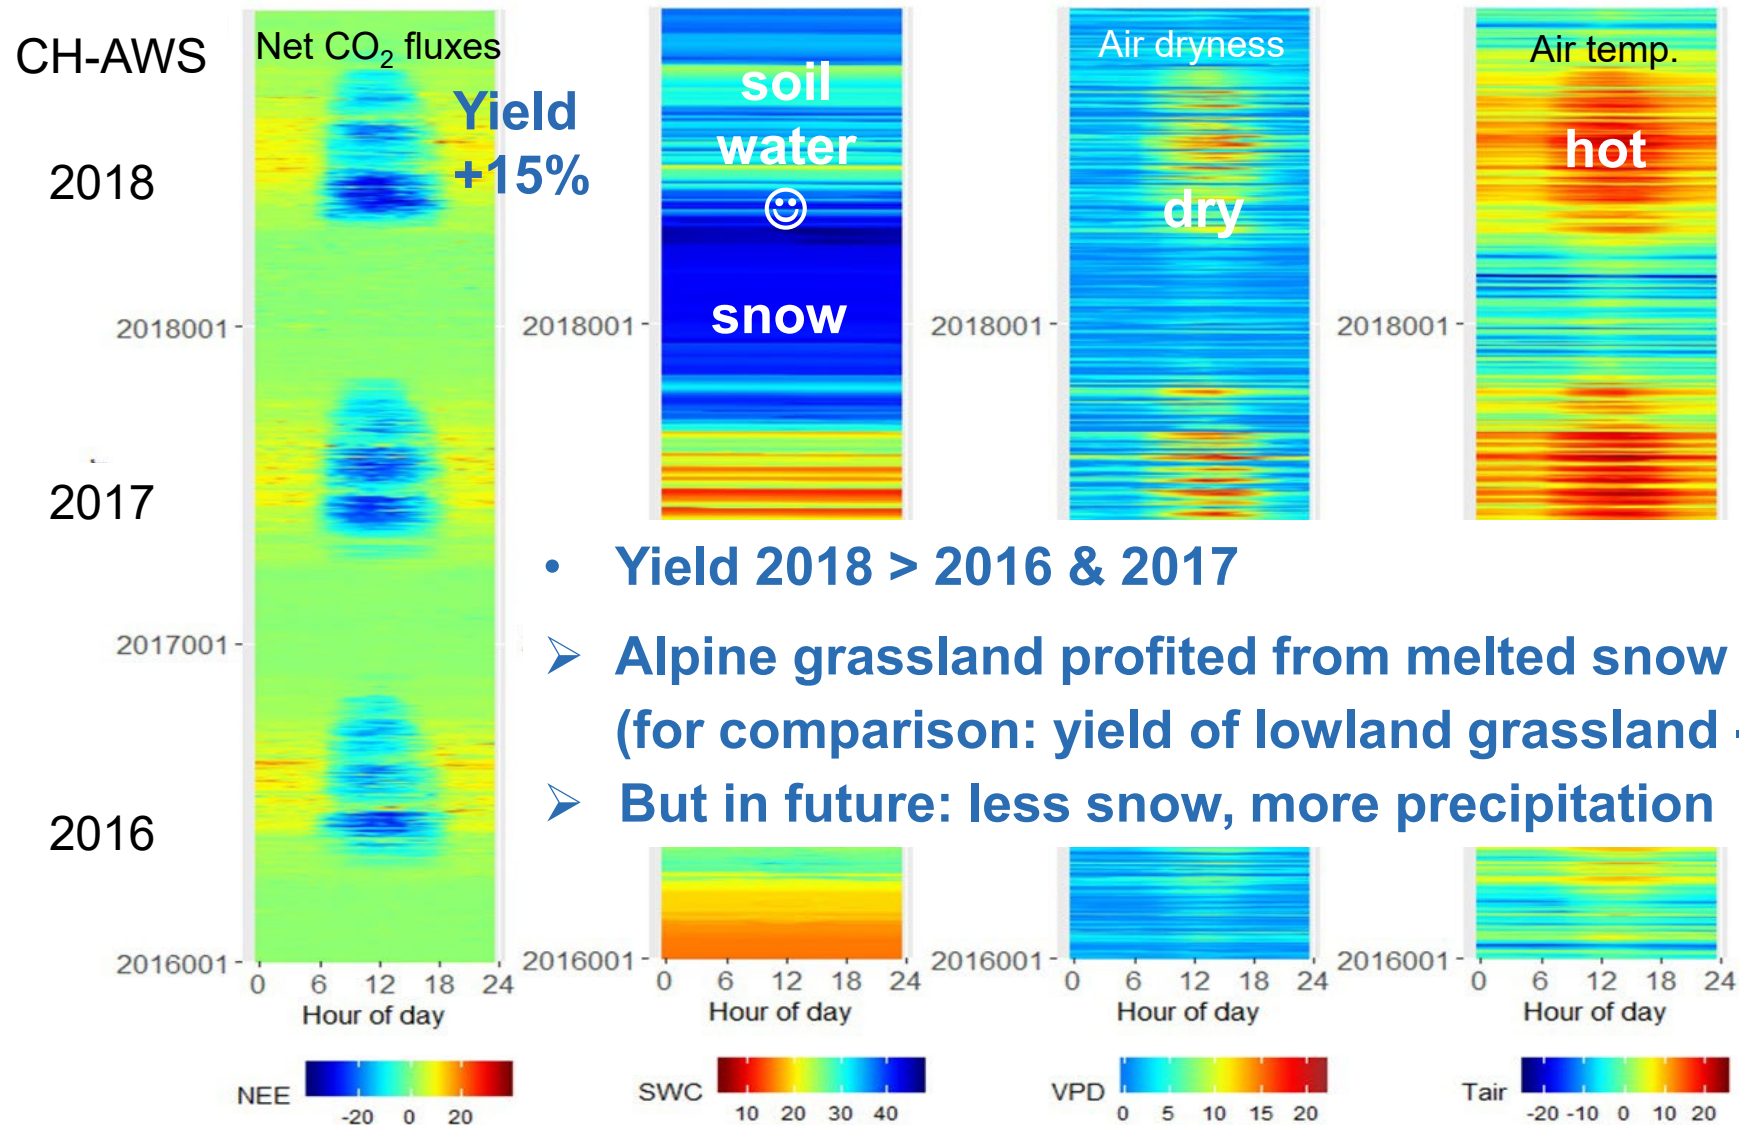 CH-AWS
Net CO₂ fluxes
Yield
+15%
2018
2018001
2017
2017001
2016
2016001
0 6 12 18 24
Hour of day
NEE
-20 0 20
soil
water
☺
snow
2018001
2016001
0 6 12 18 24
Hour of day
SWC
10 20 30 40
Air dryness
dry
2018001
2016001
0 6 12 18 24
Hour of day
VPD
0 5 10 15 20
Air temp.
hot
2018001
2016001
0 6 12 18 24
Hour of day
Tair
-20 -10 0 10 20
• Yield 2018 > 2016 & 2017
➢ Alpine grassland profited from melted snow
(for comparison: yield of lowland grassland -
➢ But in future: less snow, more precipitation